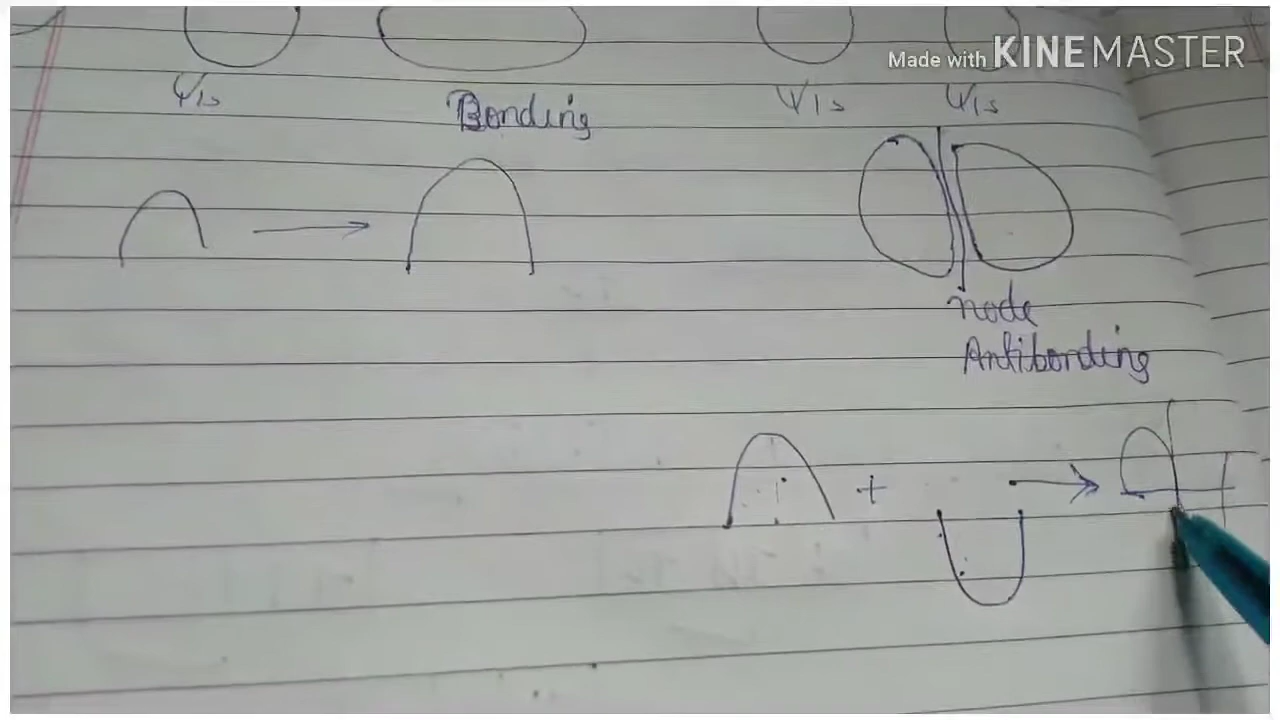 Made with KINEMASTER
Ψ1s
Bonding
Ψ1s Ψ1s
node
Antibonding
+